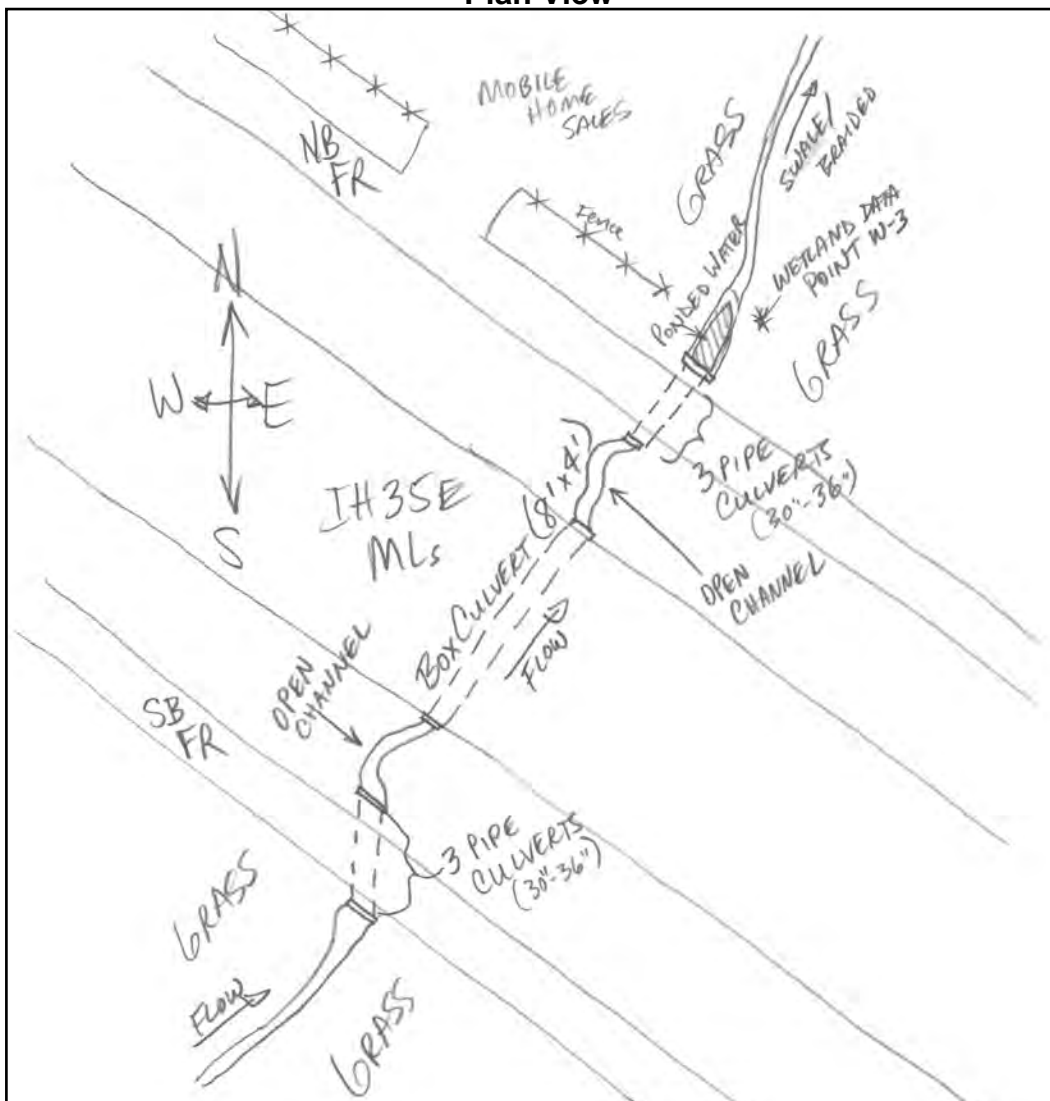 Plan View
MOBILE
HOME
SALES
NB
FR
GRASS
SWALE/
BRAIDED
Fence
PONDED WATER
WETLAND DATA
POINT W-3
GRASS
N
W
E
S
IH35E
MLs
3 PIPE
CULVERTS
(30"-36")
OPEN
CHANNEL
BOX CULVERT (8'x4')
FLOW
OPEN
CHANNEL
SB
FR
3 PIPE
CULVERTS
(30"-36")
GRASS
FLOW
GRASS